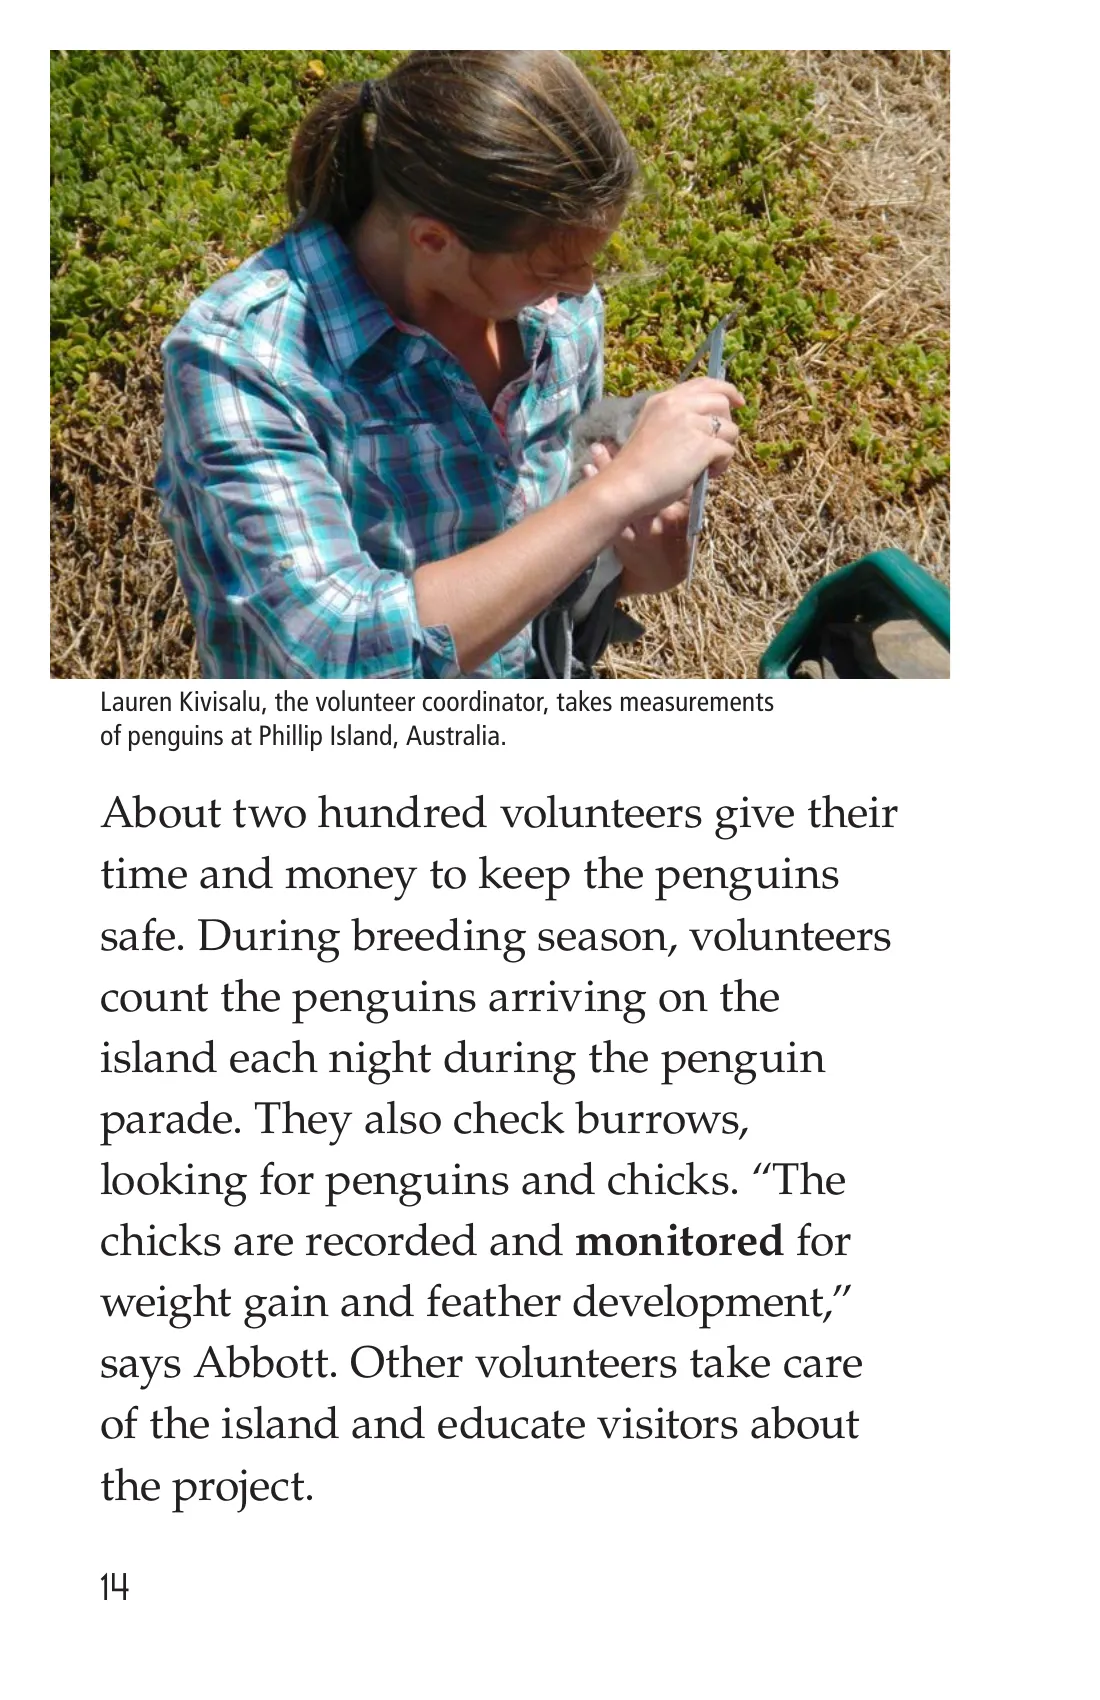 Lauren Kivisalu, the volunteer coordinator, takes measurements
of penguins at Phillip Island, Australia.
About two hundred volunteers give their
time and money to keep the penguins
safe. During breeding season, volunteers
count the penguins arriving on the
island each night during the penguin
parade. They also check burrows,
looking for penguins and chicks. “The
chicks are recorded and monitored for
weight gain and feather development,”
says Abbott. Other volunteers take care
of the island and educate visitors about
the project.
14